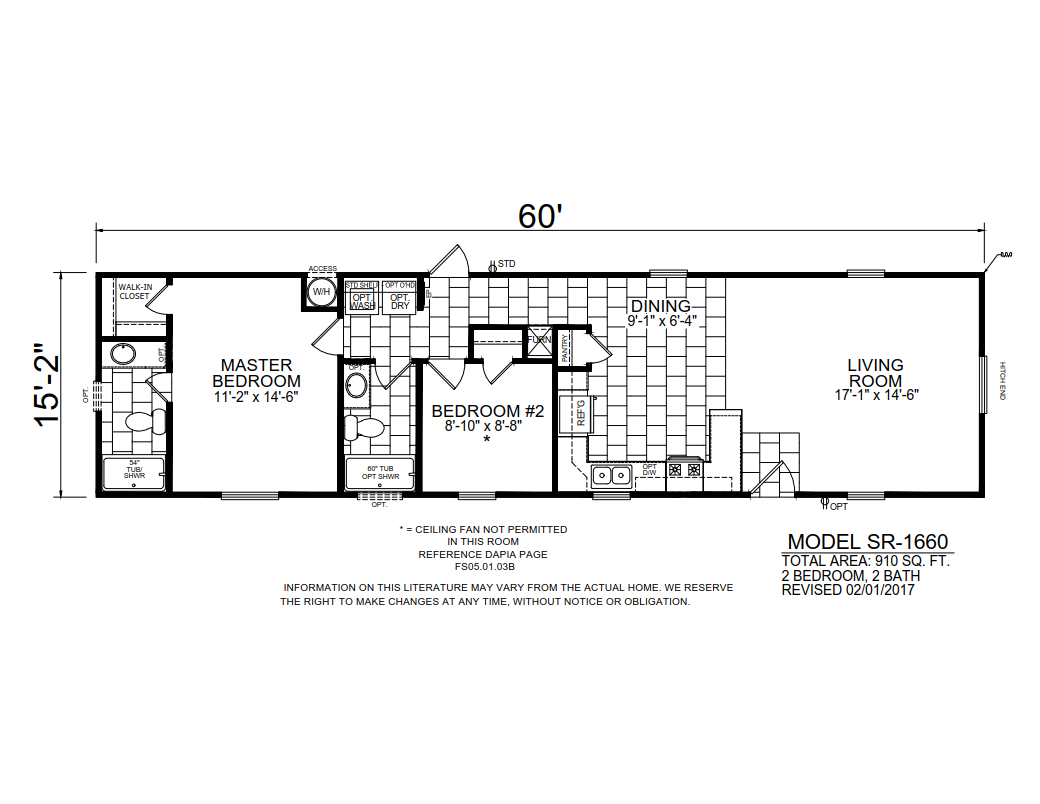 60'
15'-2"
ACCESS
STD
WALK-IN
CLOSET
W/H
OPT O'HD
OPT.
WASH
OPT.
DRY
DINING
9'-1" x 6'-4"
HITCH END
FURN
PANTRY
OPT.
OPT.
OPT.
MASTER
BEDROOM
11'-2" x 14'-6"
BEDROOM #2
8'-10" x 8'-8"
*
REF'G
LIVING
ROOM
17'-1" x 14'-6"
54"
TUB/
SHWR
60" TUB
OPT SHWR
OPT
D/W
OPT.
OPT
* = CEILING FAN NOT PERMITTED
IN THIS ROOM
REFERENCE DAPIA PAGE
FS05.01.03B
INFORMATION ON THIS LITERATURE MAY VARY FROM THE ACTUAL HOME. WE RESERVE
THE RIGHT TO MAKE CHANGES AT ANY TIME, WITHOUT NOTICE OR OBLIGATION.
MODEL SR-1660
TOTAL AREA: 910 SQ. FT.
2 BEDROOM, 2 BATH
REVISED 02/01/2017